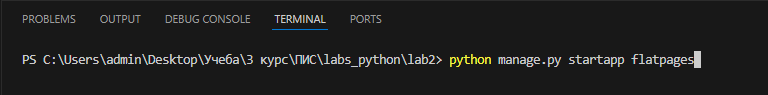 PROBLEMS OUTPUT DEBUG CONSOLE TERMINAL PORTS
PS C:\Users\admin\Desktop\Учеба\3 курс\ПИС\labs_python\lab2> python manage.py startapp flatpages